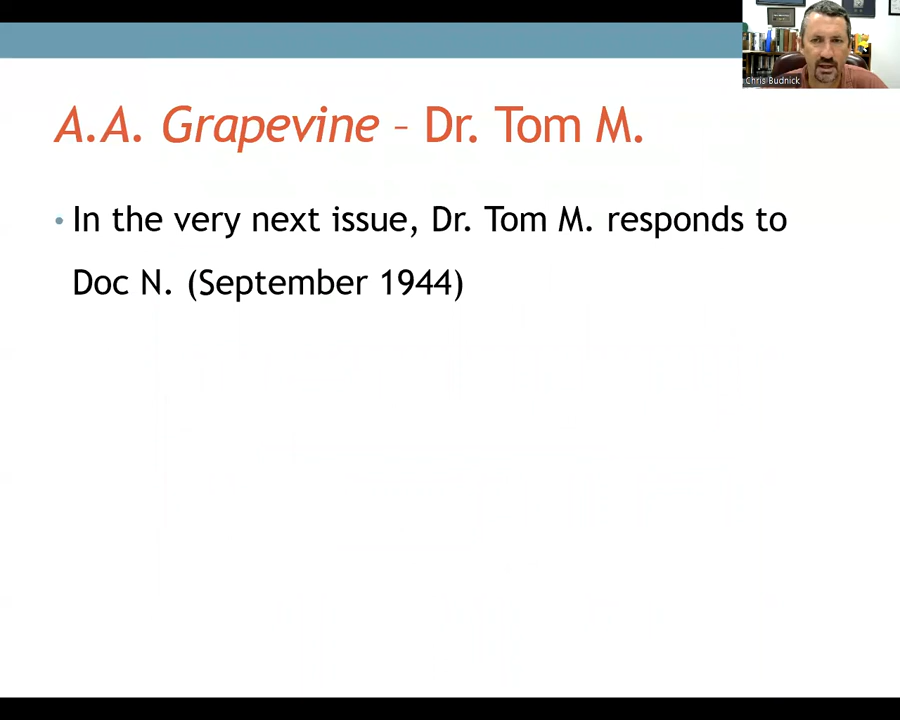 Chris Budnick
A.A. Grapevine – Dr. Tom M.
• In the very next issue, Dr. Tom M. responds to
Doc N. (September 1944)